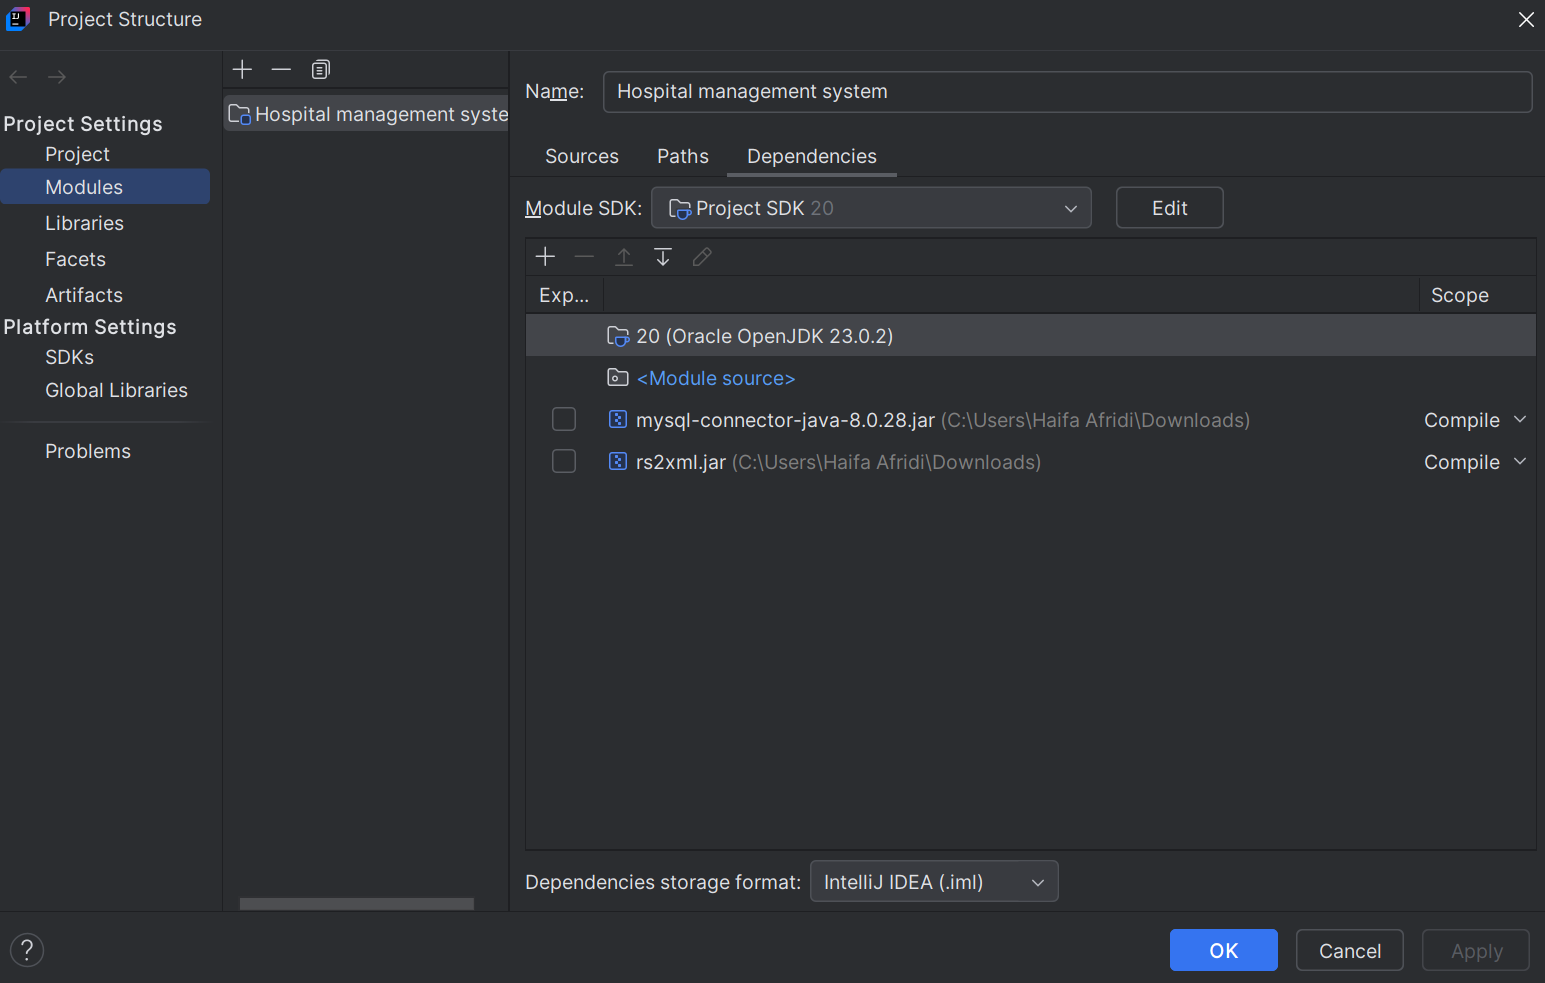 Project Structure
Project Settings
Project
Modules
Libraries
Facets
Artifacts
Platform Settings
SDKs
Global Libraries
Problems
Hospital management syste
Name: Hospital management system
Sources Paths Dependencies
Module SDK: Project SDK 20 Edit
Exp... Scope
20 (Oracle OpenJDK 23.0.2)
<Module source>
mysql-connector-java-8.0.28.jar (C:\Users\Haifa Afridi\Downloads) Compile
rs2xml.jar (C:\Users\Haifa Afridi\Downloads) Compile
Dependencies storage format: IntelliJ IDEA (.iml)
? OK Cancel Apply